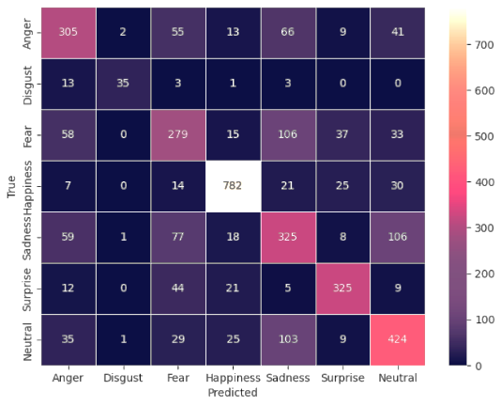 Anger 305 2 55 13 66 9 41
Disgust 13 35 3 1 3 0 0
Fear 58 0 279 15 106 37 33
Happiness 7 0 14 782 21 25 30
Sadness 59 1 77 18 325 8 106
Surprise 12 0 44 21 5 325 9
Neutral 35 1 29 25 103 9 424
True
Anger Disgust Fear Happiness Sadness Surprise Neutral
Predicted
700
600
500
400
300
200
100
0